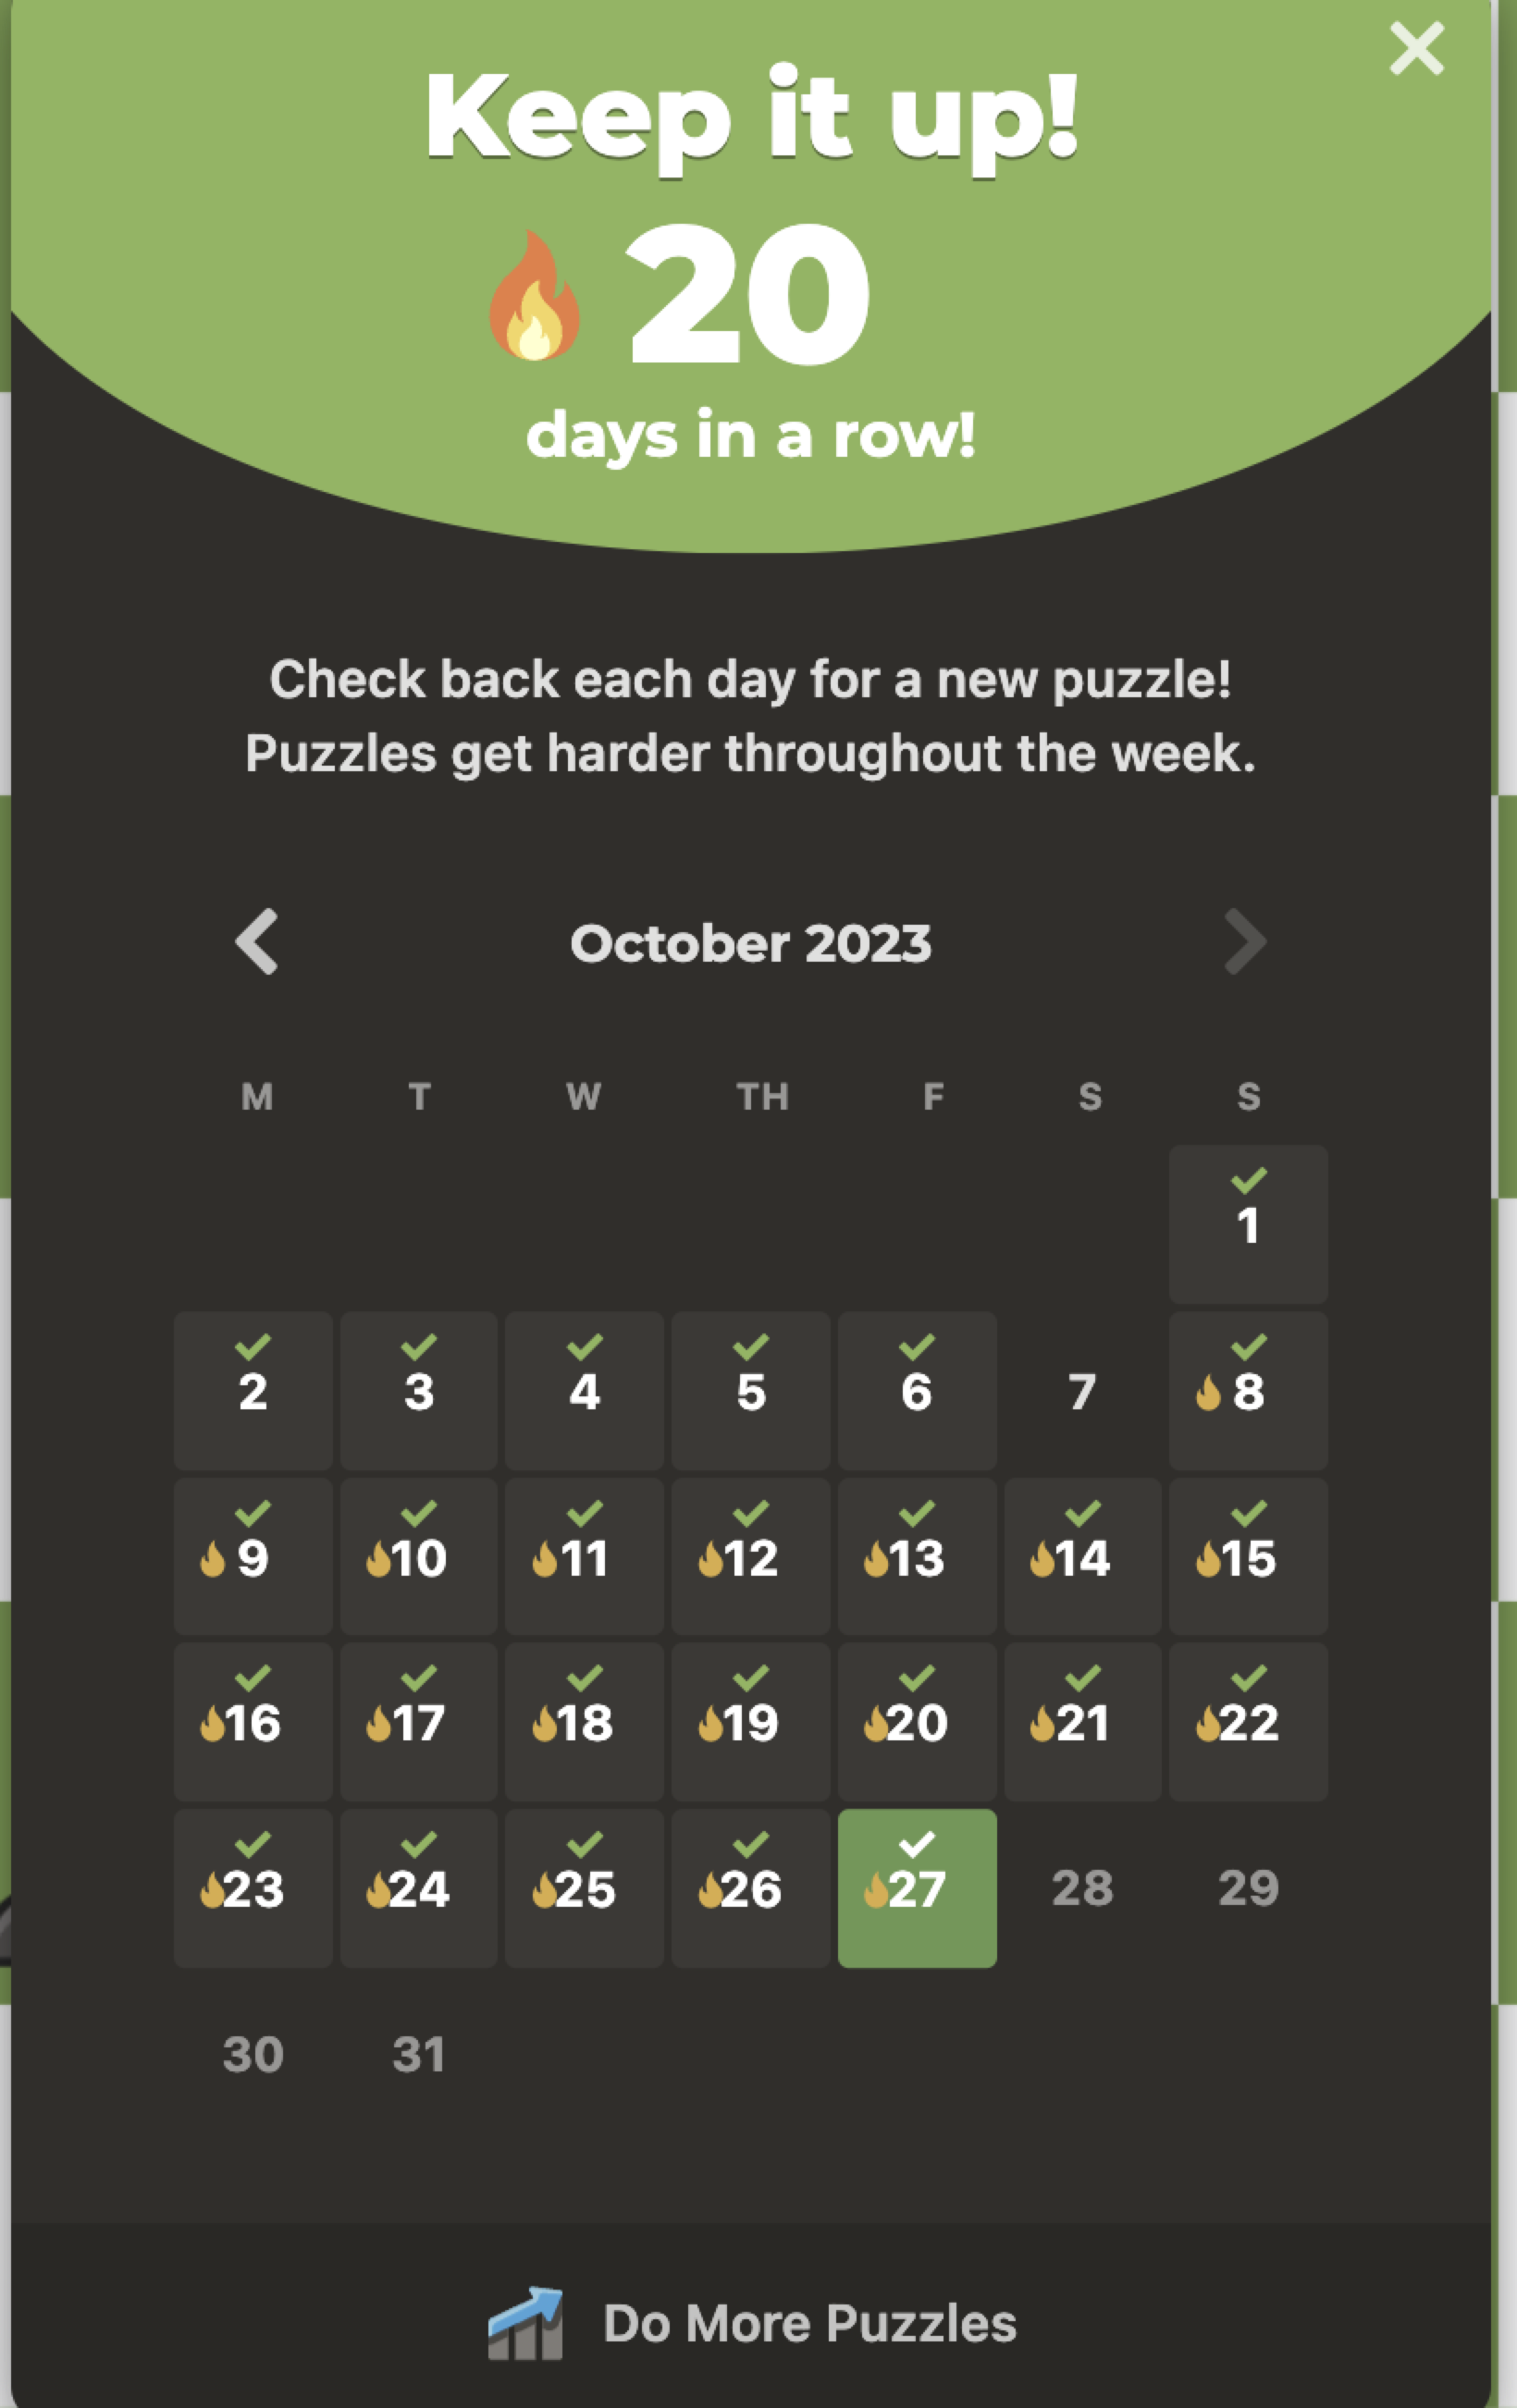 Keep it up!
20
days in a row!
Check back each day for a new puzzle!
Puzzles get harder throughout the week.
October 2023
M T W TH F S S
1
2 3 4 5 6 7 8
9 10 11 12 13 14 15
16 17 18 19 20 21 22
23 24 25 26 27 28 29
30 31
Do More Puzzles